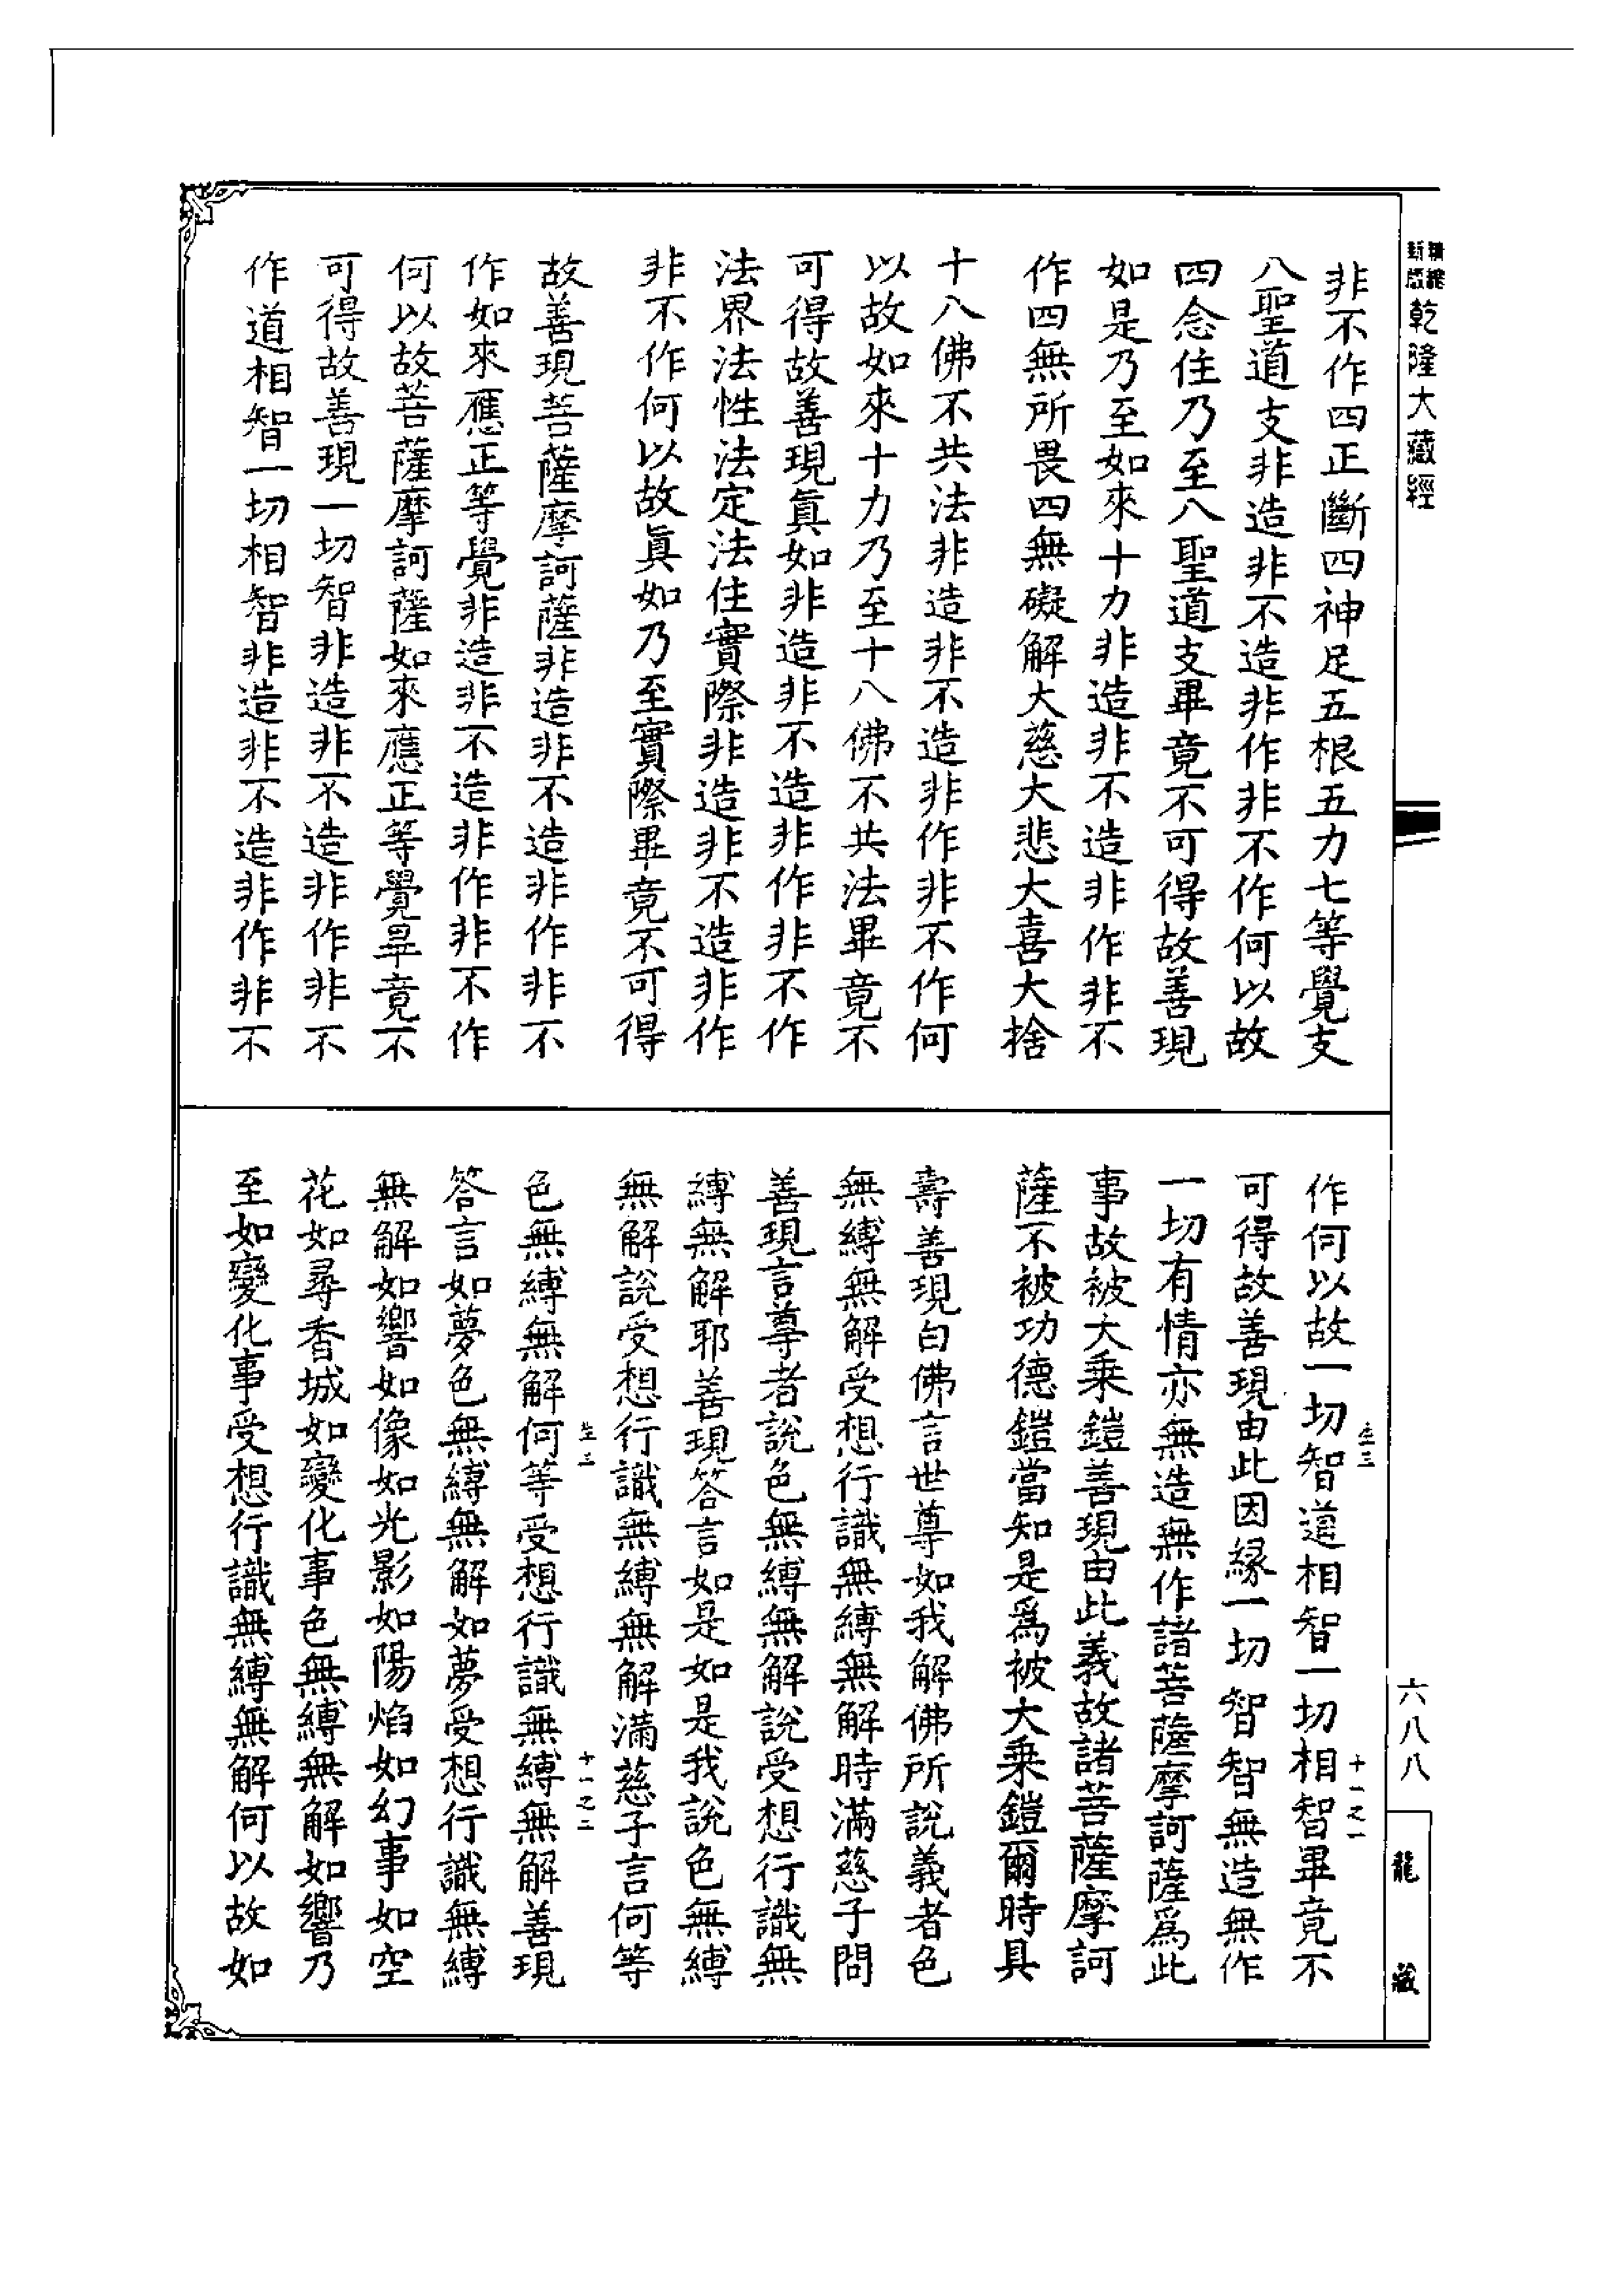 新編縮版乾隆大藏經
非不作四正斷四神足五根五力七等覺支
八聖道支非造非不造非作非不作何以故
四念住乃至八聖道支畢竟不可得故善現
如是乃至如來十力非造非不造非作非不
作四無所畏四無礙解大慈大悲大喜大捨
十八佛不共法非造非不造非作非不作何
以故如來十力乃至十八佛不共法畢竟不
可得故善現眞如非造非不造非作非不作
法界法性法定法住實際非造非不造非作
非不作何以故眞如乃至實際畢竟不可得
故善現菩薩摩訶薩非造非不造非作非不
作如來應正等覺非造非不造非作非不作
何以故菩薩摩訶薩如來應正等覺畢竟不
可得故善現一切智非造非不造非作非不
作道相智一切相智非造非不造非作非不
作何以故一切智道相智一切相智畢竟不
可得故善現由此因緣一切智智無造無作
一切有情亦無造無作諸菩薩摩訶薩爲此
事故被大乘鎧善現由此義故諸菩薩摩訶
薩不被功德鎧當知是爲被大乘鎧爾時具
壽善現白佛言世尊如我解佛所說義者色
無縛無解受想行識無縛無解時滿慈子問
善現言尊者說色無縛無解說受想行識無
縛無解耶善現答言如是如是我說色無縛
無解說受想行識無縛無解滿慈子言何等
色無縛無解何等受想行識無縛無解善現
答言如夢色無縛無解如夢受想行識無縛
無解如響如像如光影如陽焰如幻事如空
花如尋香城如變化事色無縛無解如響乃
至如變化事受想行識無縛無解何以故如
十一之一
十一之二
六八八
龍藏